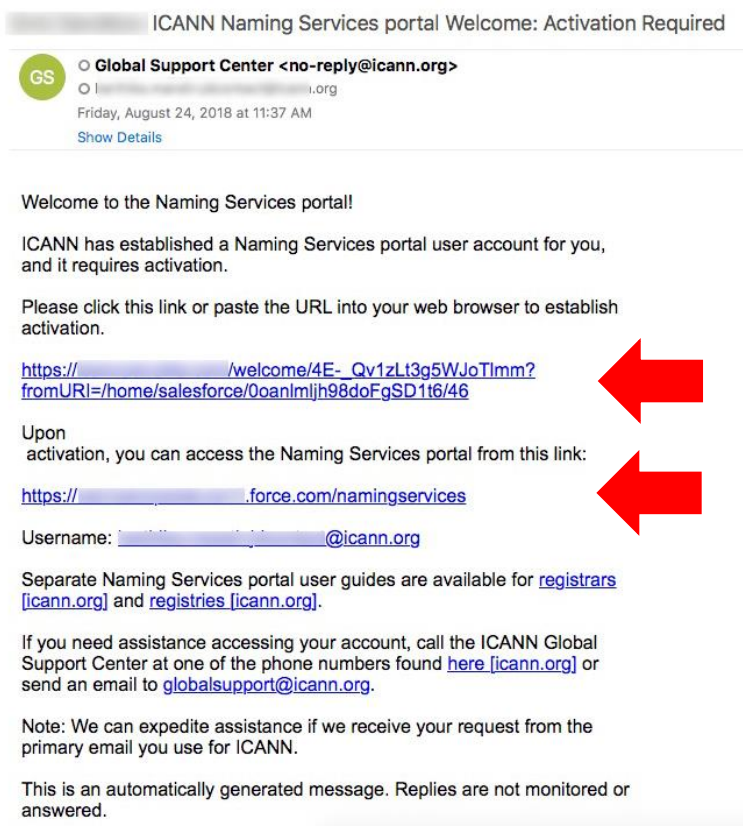 ICANN Naming Services portal Welcome: Activation Required
GS
Global Support Center <no-reply@icann.org>
.org
Friday, August 24, 2018 at 11:37 AM
Show Details
Welcome to the Naming Services portal!
ICANN has established a Naming Services portal user account for you,
and it requires activation.
Please click this link or paste the URL into your web browser to establish
activation.
https:// /welcome/4E-_Qv1zLt3g5WJoTlmm?
fromURI=/home/salesforce/0oanlmljh98doFgSD1t6/46
Upon
activation, you can access the Naming Services portal from this link:
https:// .force.com/namingservices
Username: @icann.org
Separate Naming Services portal user guides are available for registrars
[icann.org] and registries [icann.org].
If you need assistance accessing your account, call the ICANN Global
Support Center at one of the phone numbers found here [icann.org] or
send an email to globalsupport@icann.org.
Note: We can expedite assistance if we receive your request from the
primary email you use for ICANN.
This is an automatically generated message. Replies are not monitored or
answered.